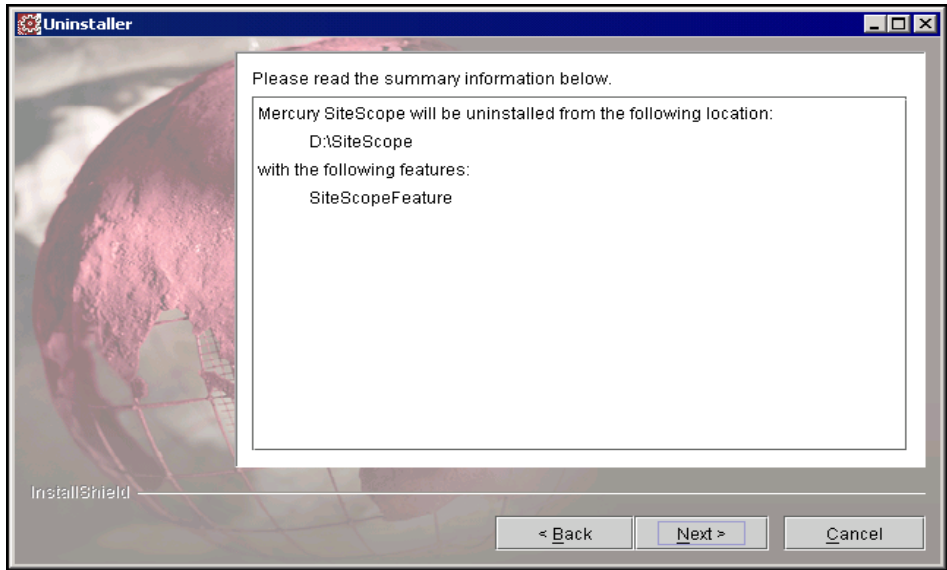 Uninstaller
Please read the summary information below.
Mercury SiteScope will be uninstalled from the following location:
D:\SiteScope
with the following features:
SiteScopeFeature
InstallShield
< Back
Next >
Cancel